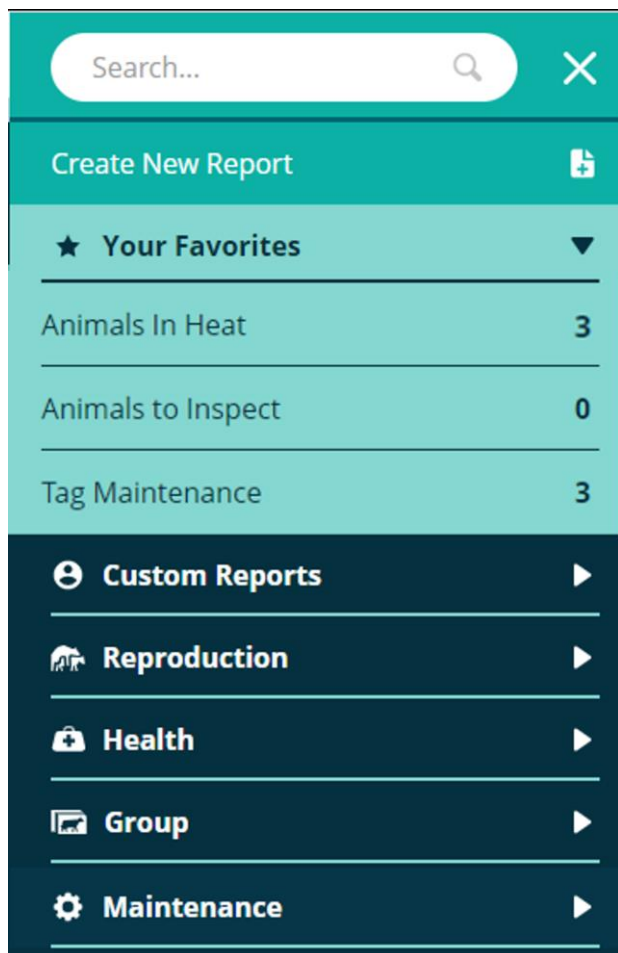 Search...
Create New Report
Your Favorites
Animals In Heat 3
Animals to Inspect 0
Tag Maintenance 3
Custom Reports
Reproduction
Health
Group
Maintenance